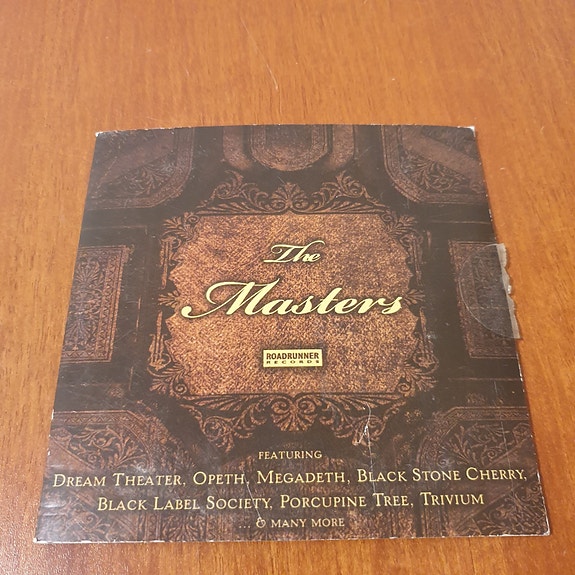 The
Masters
ROADRUNNER
RECORDS
FEATURING
DREAM THEATER, OPETH, MEGADETH, BLACK STONE CHERRY,
BLACK LABEL SOCIETY, PORCUPINE TREE, TRIVIUM
... & MANY MORE